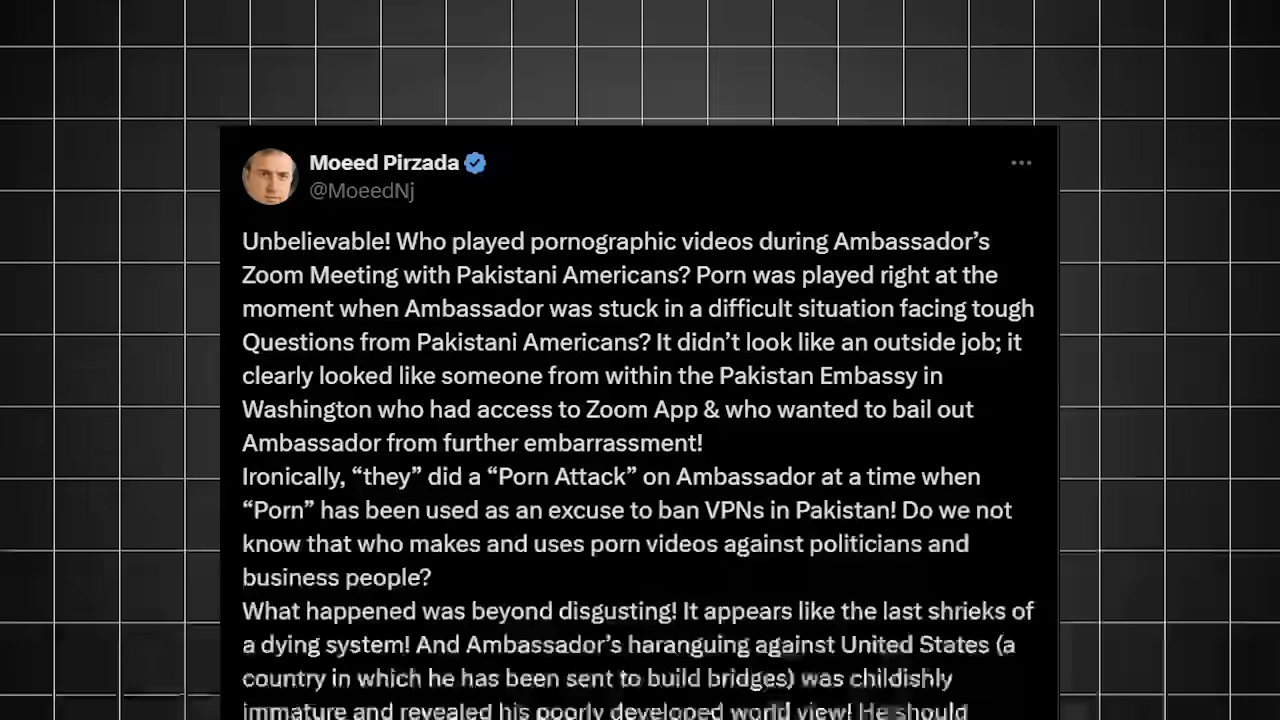 Moeed Pirzada
@MoeedNj
Unbelievable! Who played pornographic videos during Ambassador’s
Zoom Meeting with Pakistani Americans? Porn was played right at the
moment when Ambassador was stuck in a difficult situation facing tough
Questions from Pakistani Americans? It didn’t look like an outside job; it
clearly looked like someone from within the Pakistan Embassy in
Washington who had access to Zoom App & who wanted to bail out
Ambassador from further embarrassment!
Ironically, “they” did a “Porn Attack” on Ambassador at a time when
“Porn” has been used as an excuse to ban VPNs in Pakistan! Do we not
know that who makes and uses porn videos against politicians and
business people?
What happened was beyond disgusting! It appears like the last shrieks of
a dying system! And Ambassador’s haranguing against United States (a
country in which he has been sent to build bridges) was childishly
immature and revealed his poorly developed world view! He should